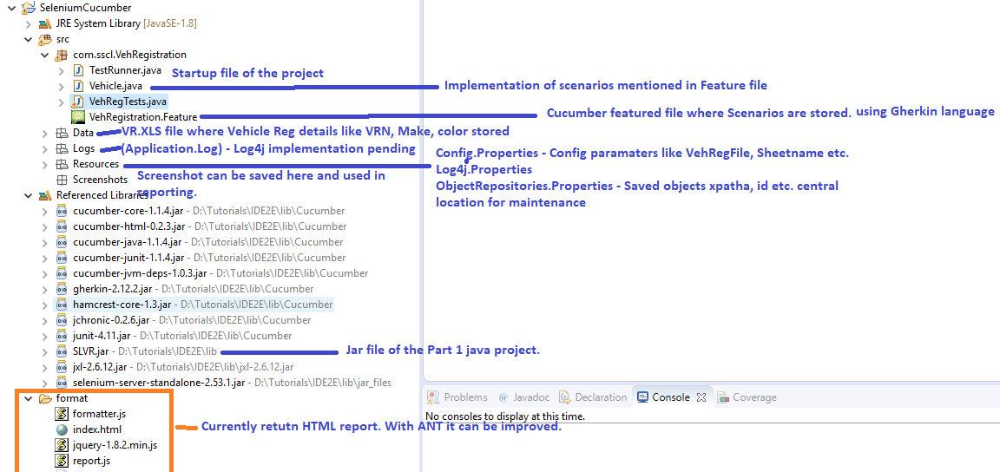 SeleniumCucumber
JRE System Library [JavaSE-1.8]
src
com.sscl.VehRegistration
TestRunner.java Startup file of the project
Vehicle.java Implementation of scenarios mentioned in Feature file
VehRegTests.java
VehRegistration.Feature Cucumber featured file where Scenarios are stored. using Gherkin language
Data VR.XLS file where Vehicle Reg details like VRN, Make, color stored
Logs (Application.Log) - Log4j implementation pending
Resources Config.Properties - Config paramaters like VehRegFile, Sheetname etc.
Log4j.Properties
ObjectRepositories.Properties - Saved objects xpatha, id etc. central
location for maintenance
Screenshots Screenshot can be saved here and used in
reporting.
Referenced Libraries
cucumber-core-1.1.4.jar - D:\Tutorials\IDE2E\lib\Cucumber
cucumber-html-0.2.3.jar - D:\Tutorials\IDE2E\lib\Cucumber
cucumber-java-1.1.4.jar - D:\Tutorials\IDE2E\lib\Cucumber
cucumber-junit-1.1.4.jar - D:\Tutorials\IDE2E\lib\Cucumber
cucumber-jvm-deps-1.0.3.jar - D:\Tutorials\IDE2E\lib\Cucumber
gherkin-2.12.2.jar - D:\Tutorials\IDE2E\lib\Cucumber
hamcrest-core-1.3.jar - D:\Tutorials\IDE2E\lib\Cucumber
jchronic-0.2.6.jar - D:\Tutorials\IDE2E\lib\Cucumber
junit-4.11.jar - D:\Tutorials\IDE2E\lib\Cucumber
SLVR.jar - D:\Tutorials\IDE2E\lib Jar file of the Part 1 java project.
jxl-2.6.12.jar - D:\Tutorials\IDE2E\lib\jxl-2.6.12.jar
selenium-server-standalone-2.53.1.jar - D:\Tutorials\IDE2E\lib\jar_files
format
formatter.js
index.html Currently retutn HTML report. With ANT it can be improved.
jquery-1.8.2.min.js
report.js
Problems @ Javadoc Declaration Console Coverage
No consoles to display at this time.